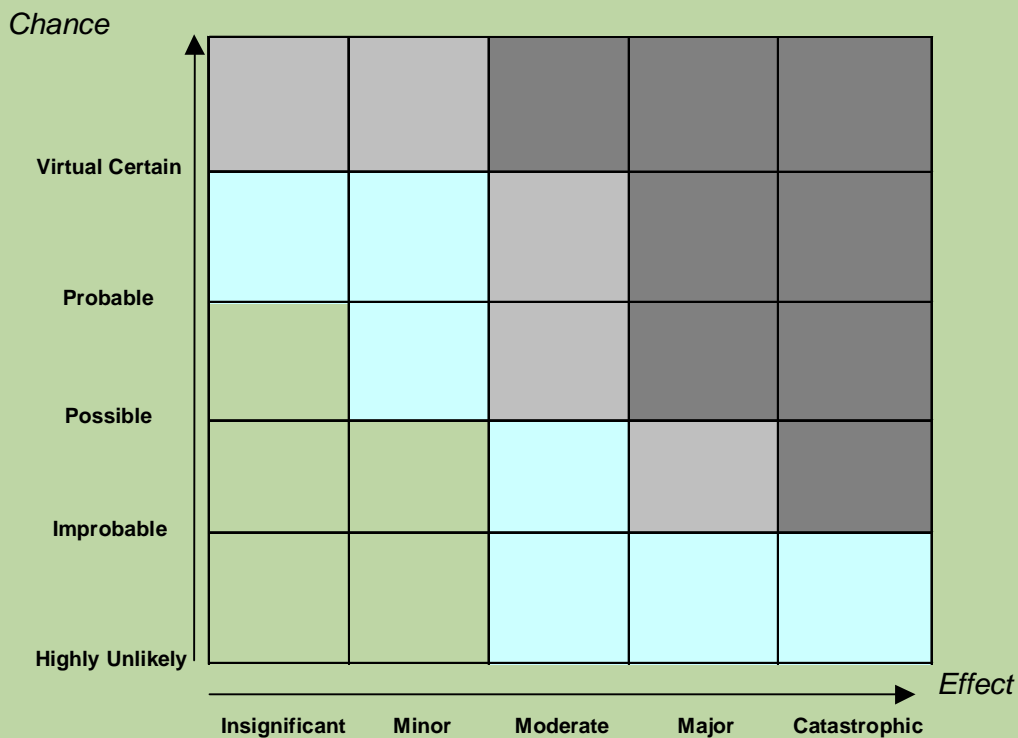 Chance
Virtual Certain
Probable
Possible
Improbable
Highly Unlikely
Effect
Insignificant Minor Moderate Major Catastrophic